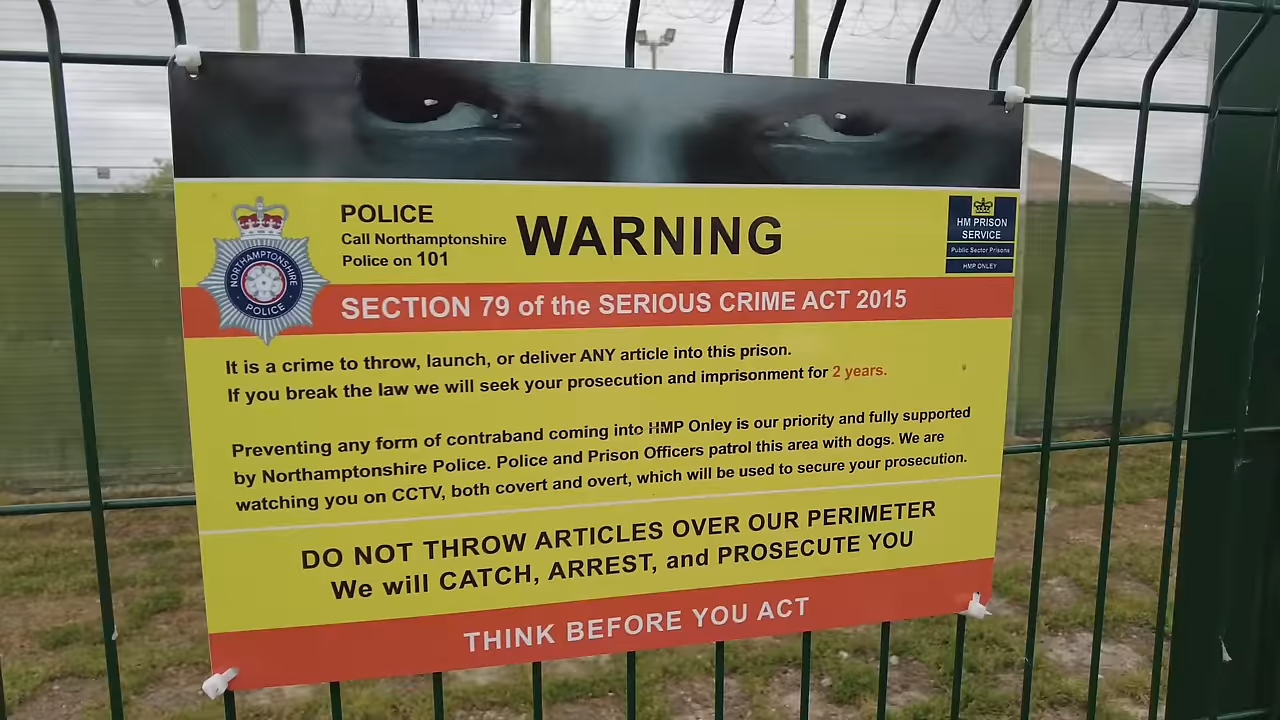 POLICE
Call Northamptonshire
Police on 101
WARNING
HM PRISON
SERVICE
Public Sector Prisons
HMP ONLEY
NORTHAMPTONSHIRE
POLICE
SECTION 79 of the SERIOUS CRIME ACT 2015
It is a crime to throw, launch, or deliver ANY article into this prison.
If you break the law we will seek your prosecution and imprisonment for 2 years.
Preventing any form of contraband coming into HMP Onley is our priority and fully supported
by Northamptonshire Police. Police and Prison Officers patrol this area with dogs. We are
watching you on CCTV, both covert and overt, which will be used to secure your prosecution.
DO NOT THROW ARTICLES OVER OUR PERIMETER
We will CATCH, ARREST, and PROSECUTE YOU
THINK BEFORE YOU ACT